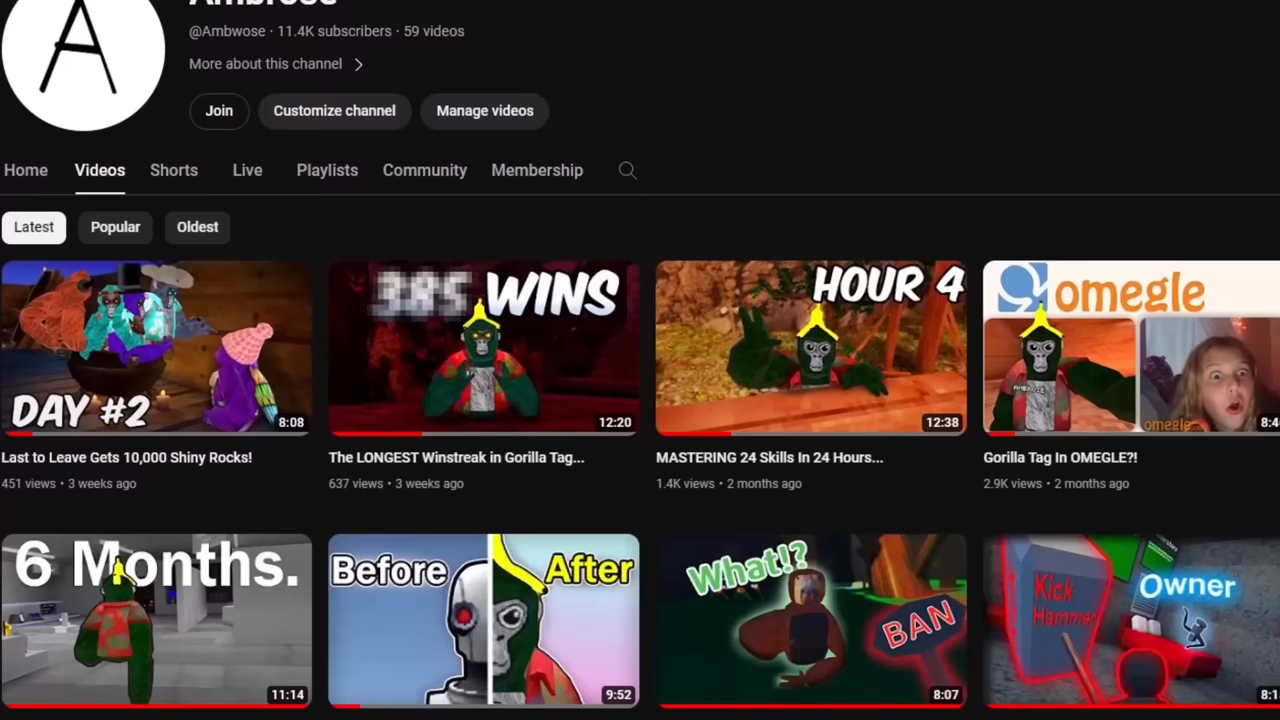 Ambrose
A
@Ambwose · 11.4K subscribers · 59 videos
More about this channel
Join
Customize channel
Manage videos
Home
Videos
Shorts
Live
Playlists
Community
Membership
Latest
Popular
Oldest
DAY #2
8:08
WINS
12:20
HOUR 4
12:38
omegle
AMBROSE
omegle
Last to Leave Gets 10,000 Shiny Rocks!
The LONGEST Winstreak in Gorilla Tag...
MASTERING 24 Skills In 24 Hours...
Gorilla Tag In OMEGLE?!
451 views • 3 weeks ago
637 views • 3 weeks ago
1.4K views • 2 months ago
2.9K views • 2 months ago
6 Months.
11:14
Before
After
9:52
What!?
BAN
8:07
Kick
Hammer
Owner